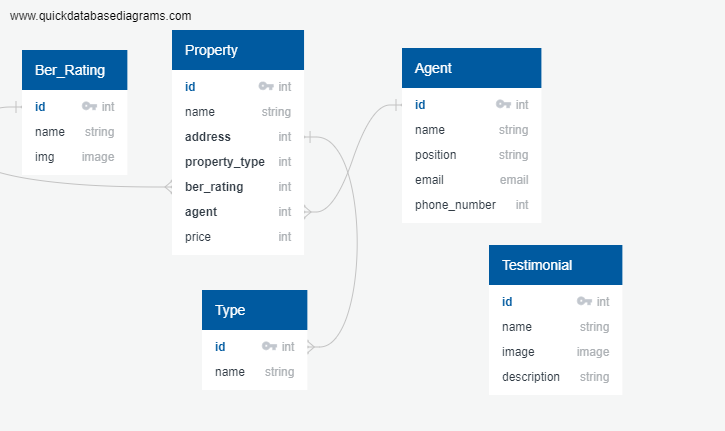 www.quickdatabasediagrams.com
Ber_Rating
id int
name string
img image
Property
id int
name string
address int
property_type int
ber_rating int
agent int
price int
Agent
id int
name string
position string
email email
phone_number int
Type
id int
name string
Testimonial
id int
name string
image image
description string